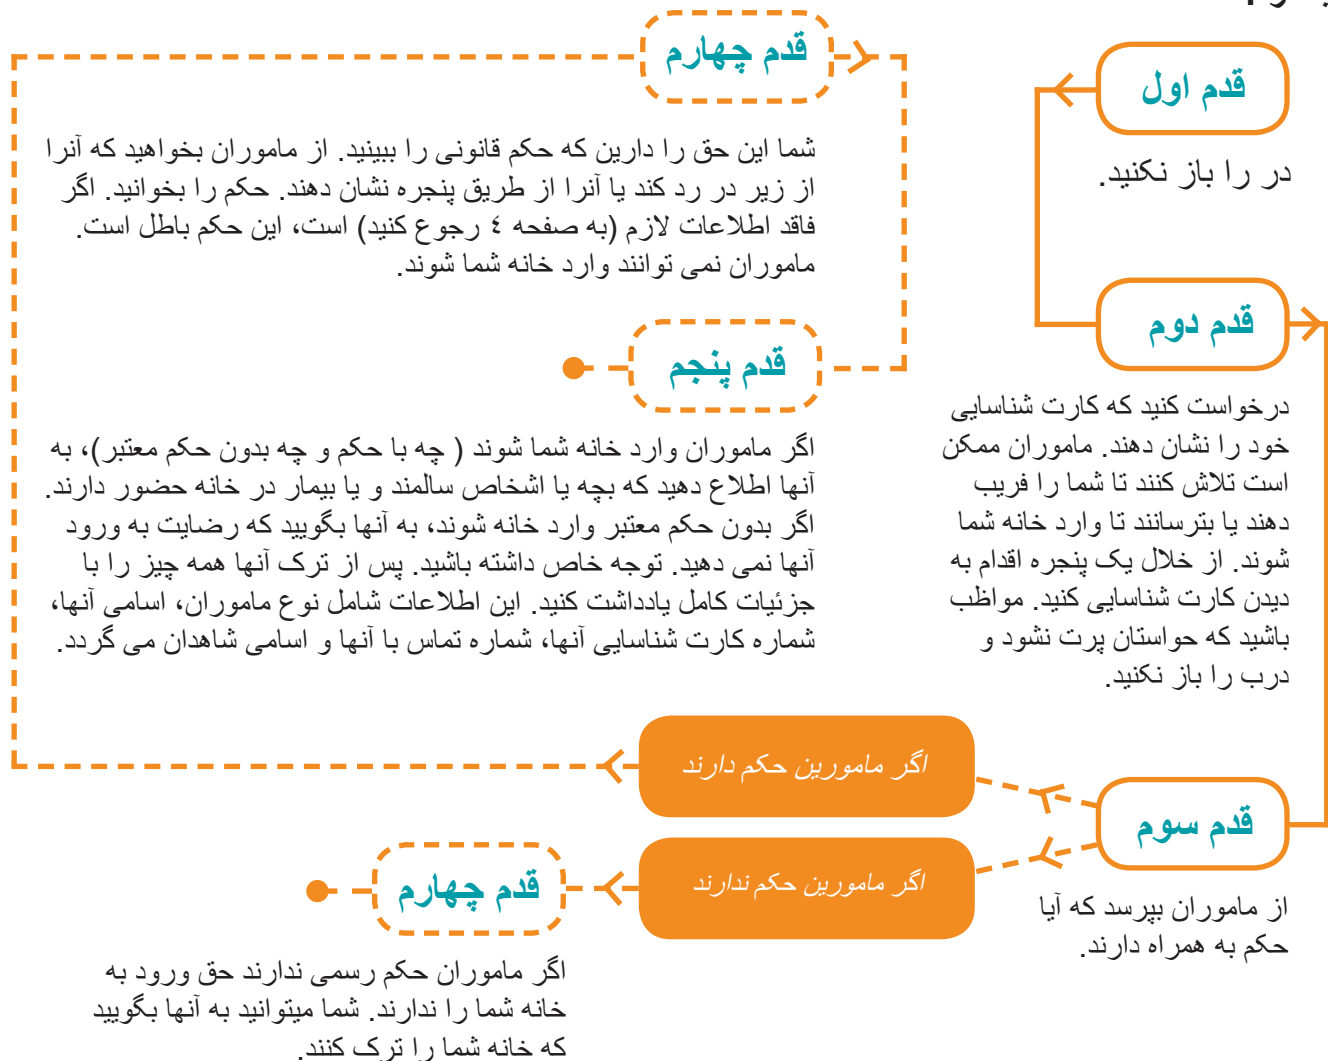 قدم اول
در را باز نکنید.
قدم دوم
درخواست کنید که کارت شناسایی
خود را نشان دهند. ماموران ممکن
است تلاش کنند تا شما را فریب
دهند یا بترسانند تا وارد خانه شما
شوند. از خلال یک پنجره اقدام به
دیدن کارت شناسایی کنید. مواظب
باشید که حواستان پرت نشود و
درب را باز نکنید.
قدم سوم
از ماموران بپرسد که آیا
حکم به همراه دارند.
اگر مامورین حکم دارند
قدم چهارم
شما این حق را دارین که حکم قانونی را ببینید. از ماموران بخواهید که آنرا
از زیر در رد کند یا آنرا از طریق پنجره نشان دهند. حکم را بخوانید. اگر
فاقد اطلاعات لازم (به صفحه ٤ رجوع کنید) است، این حکم باطل است.
ماموران نمی توانند وارد خانه شما شوند.
قدم پنجم
اگر ماموران وارد خانه شما شوند ( چه با حکم و چه بدون حکم معتبر)، به
آنها اطلاع دهید که بچه یا اشخاص سالمند و یا بیمار در خانه حضور دارند.
اگر بدون حکم معتبر وارد خانه شوند، به آنها بگویید که رضایت به ورود
آنها نمی دهید. توجه خاص داشته باشید. پس از ترک آنها همه چیز را با
جزئیات کامل یادداشت کنید. این اطلاعات شامل نوع ماموران، اسامی آنها،
شماره کارت شناسایی آنها، شماره تماس با آنها و اسامی شاهدان می گردد.
اگر مامورین حکم ندارند
قدم چهارم
اگر ماموران حکم رسمی ندارند حق ورود به
خانه شما را ندارند. شما میتوانید به آنها بگویید
که خانه شما را ترک کنند.